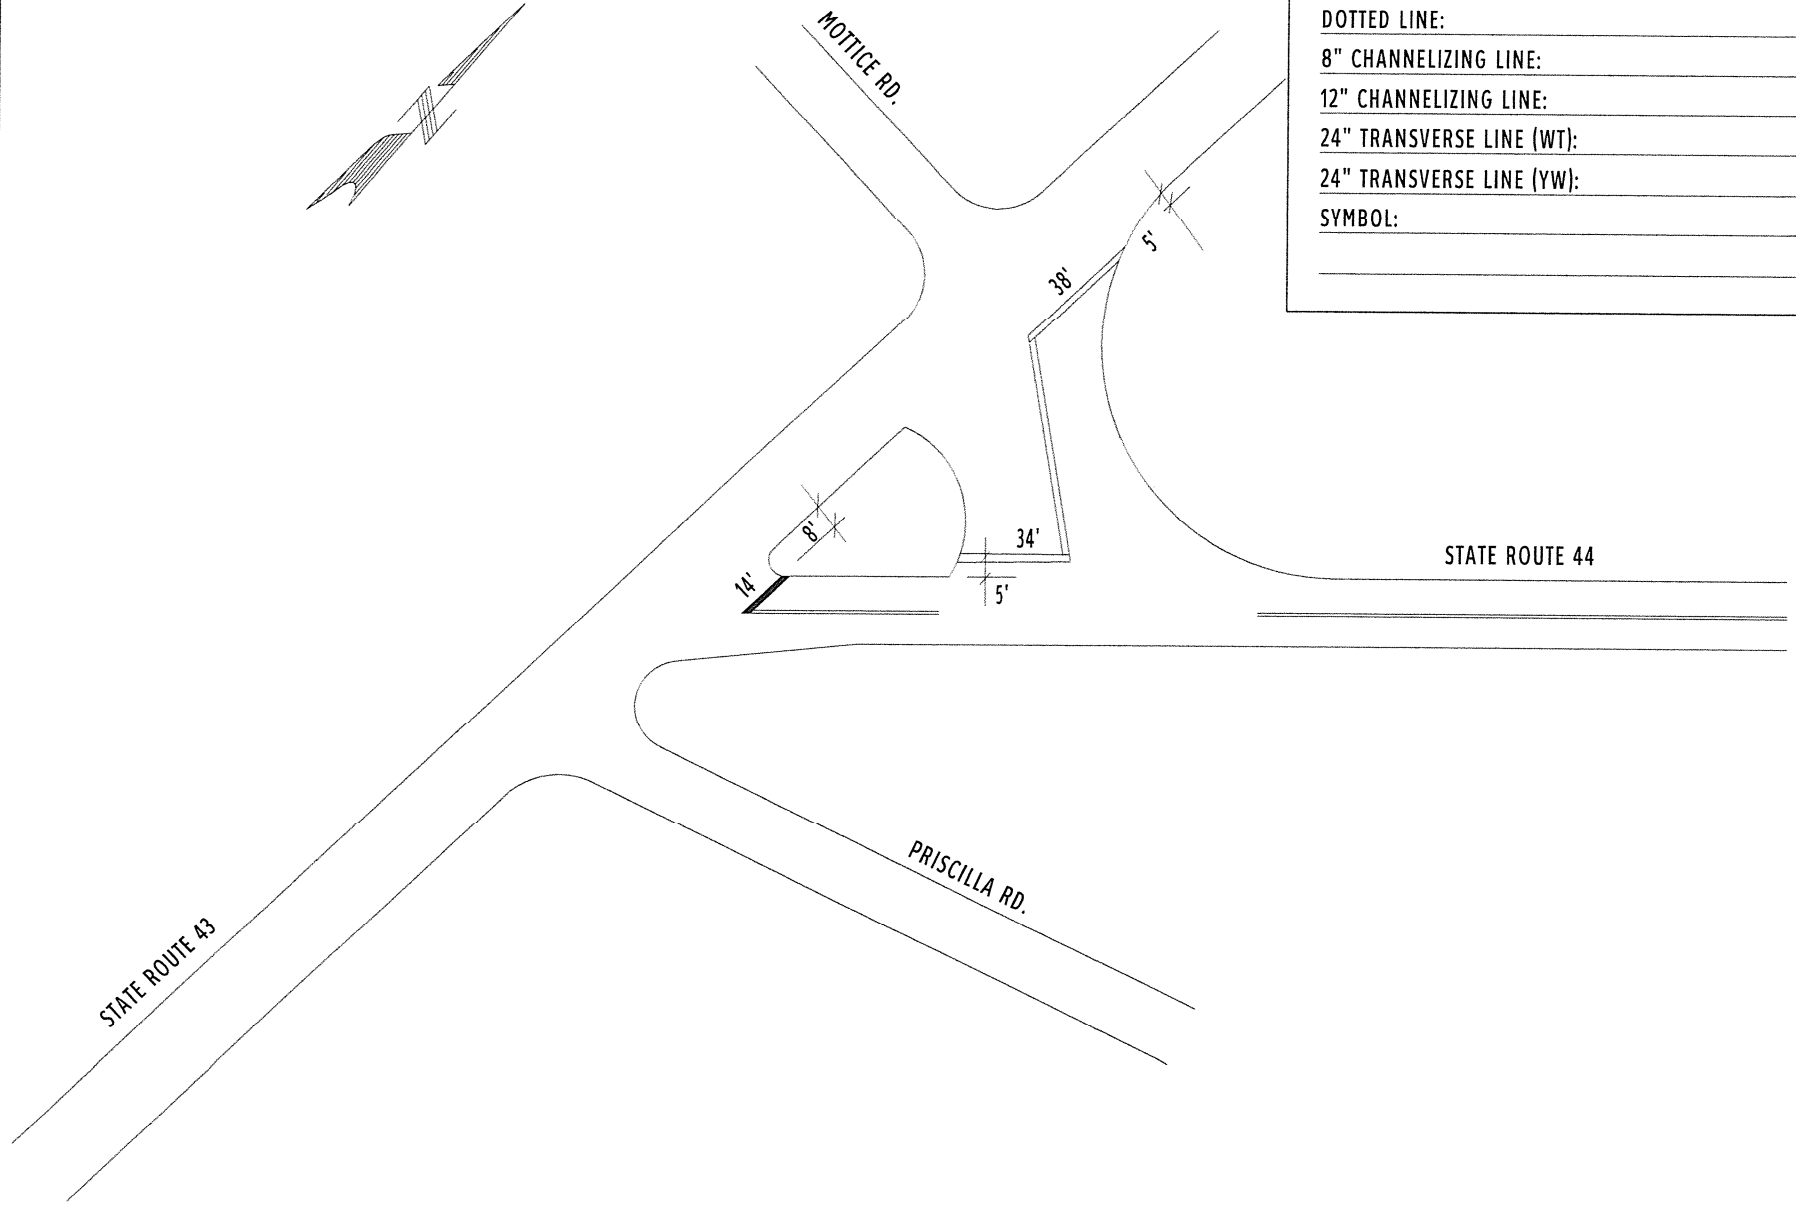 DOTTED LINE:
8" CHANNELIZING LINE:
12" CHANNELIZING LINE:
24" TRANSVERSE LINE (WT):
24" TRANSVERSE LINE (YW):
SYMBOL:
MOTTICE RD.
5'
38'
8'
34'
14'
5'
STATE ROUTE 44
PRISCILLA RD.
STATE ROUTE 43